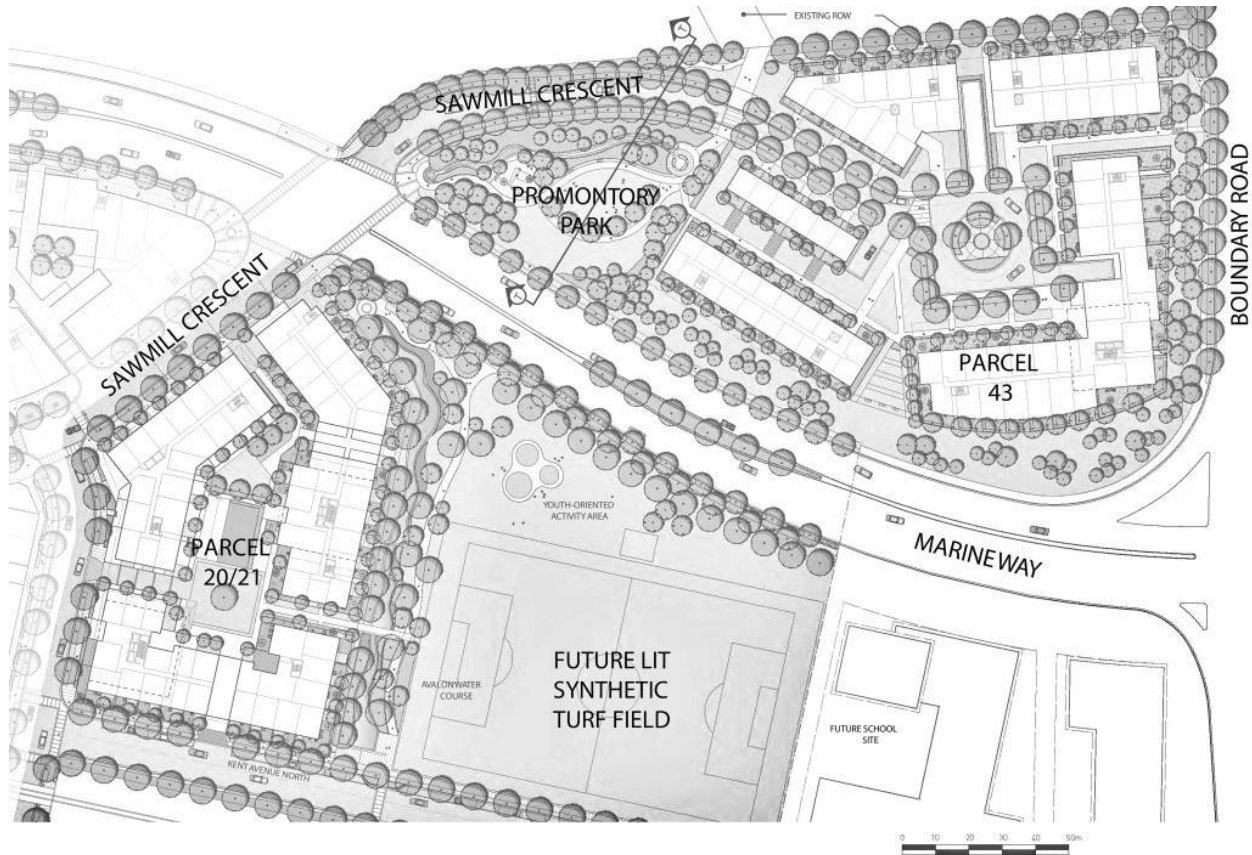 EXISTING ROW
SAWMILL CRESCENT
PROMONTORY
PARK
BOUNDARY ROAD
SAWMILL CRESCENT
PARCEL
43
YOUTH-ORIENTED
ACTIVITY AREA
MARINE WAY
PARCEL
20/21
FUTURE LIT
SYNTHETIC
TURF FIELD
AVALON WATER
COURSE
FUTURE SCHOOL
SITE
KENT AVENUE NORTH
0 10 20 30 40 50m